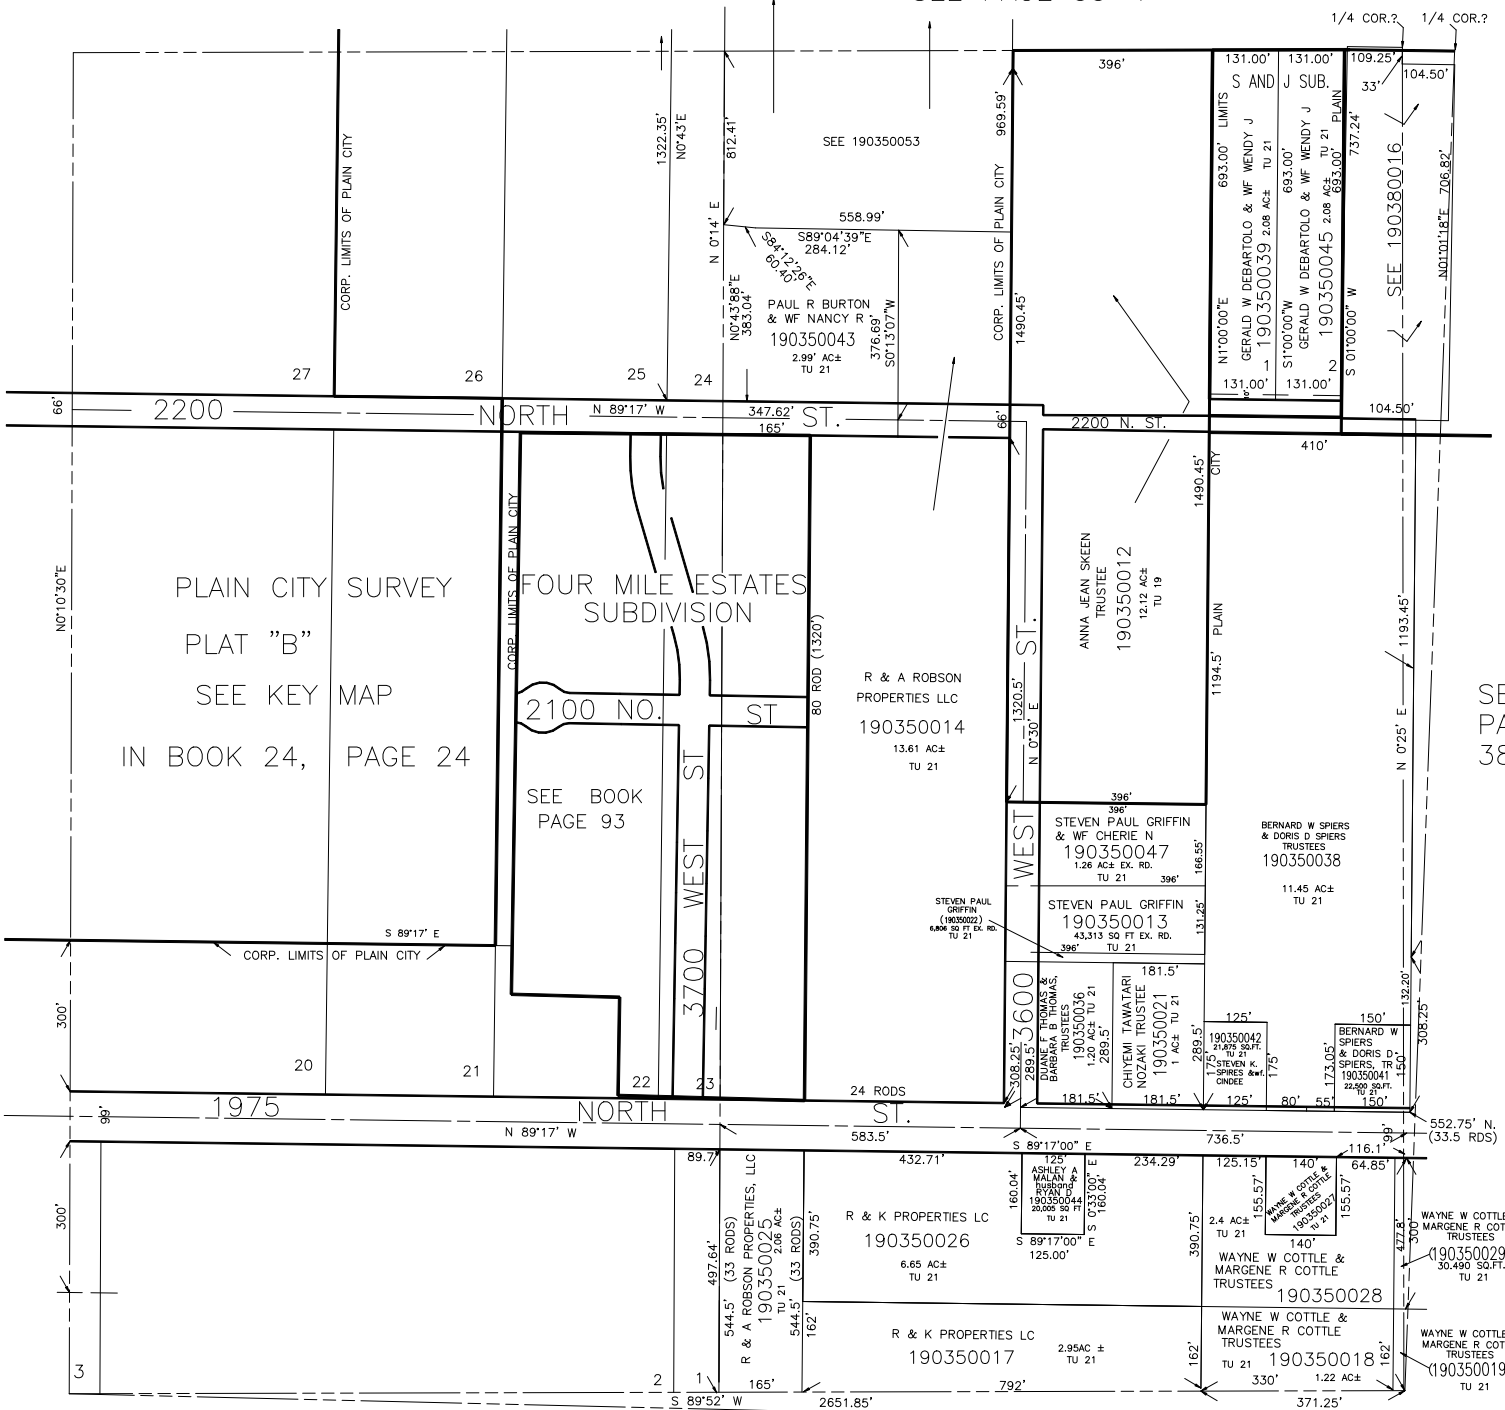 1/4 COR.?
1/4 COR.?
396'
131.00'
131.00'
109.25'
104.50'
33'
S AND J SUB.
969.59'
CORP. LIMITS OF PLAIN CITY
1490.45'
LIMITS
693.00'
N1°00'00"E
GERALD W DEBARTOLO & WF WENDY J
190350039 2.08 AC± TU 21
1
693.00'
S1°00'00"W
GERALD W DEBARTOLO & WF WENDY J
190350045 2.08 AC± TU 21
2
PLAIN
693.00'
737.24'
S 01°00'00" W
SEE 190380016
N01°01'18"E 706.82'
131.00'
131.00'
104.50'
CORP. LIMITS OF PLAIN CITY
1322.35'
N0°43'E
812.41'
N 0°14' E
SEE 190350053
558.99'
S89°04'39"E
284.12'
S84°12'26"E
60.40'
N0°43'88"E
383.04'
PAUL R BURTON
& WF NANCY R
190350043
2.99' AC±
TU 21
376.69'
S0°13'07"W
27
26
25
24
66'
2200
NORTH
N 89°17' W
347.62'
165'
ST.
66'
2200 N. ST.
410'
N0°10'30"E
PLAIN CITY SURVEY
PLAT "B"
SEE KEY MAP
IN BOOK 24, PAGE 24
CORP. LIMITS OF PLAIN CITY
FOUR MILE ESTATES
SUBDIVISION
2100 NO. ST
80 ROD (1320')
SEE BOOK
PAGE 93
3700 WEST ST
R & A ROBSON
PROPERTIES LLC
190350014
13.61 AC±
TU 21
3600 WEST ST.
1320.5'
N 0°30' E
ANNA JEAN SKEEN
TRUSTEE
190350012
12.12 AC±
TU 19
1490.45'
CITY
1194.5'
PLAIN
1193.45'
N 0°25' E
396'
396'
STEVEN PAUL GRIFFIN
& WF CHERIE N
190350047
1.26 AC± EX. RD.
TU 21
396'
166.55'
STEVEN PAUL GRIFFIN
190350013
43,313 SQ FT EX. RD.
TU 21
396'
131.25'
STEVEN PAUL
GRIFFIN
(190350022)
6,806 SQ FT EX. RD.
TU 21
BERNARD W SPIERS
& DORIS D SPIERS
TRUSTEES
190350038
11.45 AC±
TU 21
S 89°17' E
CORP. LIMITS OF PLAIN CITY
300'
20
21
22
23
308.25'
289.5'
DUANE F THOMAS &
BARBARA B THOMAS,
TRUSTEES
190350036
1.20 AC± TU 21
289.5'
181.5'
CHIYEMI TAWATARI
NOZAKI TRUSTEE
190350021
1 AC± TU 21
289.5'
125'
190350042
21,875 SQ.FT.
TU 21
STEVEN K.
SPIRES &wf.
CINDEE
175'
175'
132.20'
308.25'
150'
BERNARD W
SPIERS
& DORIS D
SPIERS, TR
190350041
22,500 SQ.FT.
TU 21
173.05'
150'
181.5'
181.5'
125'
80'
55'
150'
24 RODS
1975
NORTH
ST.
99'
N 89°17' W
583.5'
S 89°17'00" E
736.5'
99'
552.75' N.
(33.5 RDS)
116.1'
300'
89.7'
432.71'
125'
234.29'
125.15'
140'
64.85'
497.64'
544.5' (33 RODS)
R & A ROBSON PROPERTIES, LLC
190350025
TU 21 2.06 AC±
544.5' (33 RODS)
390.75'
162'
R & K PROPERTIES LC
190350026
6.65 AC±
TU 21
160.04'
ASHLEY A
MALAN &
husband
RYAN D
190350044
20,005 SQ FT
TU 21
S 0°33'00" E
160.04'
S 89°17'00" E
125.00'
390.75'
2.4 AC±
TU 21
155.57'
WAYNE W COTTLE &
MARGENE R COTTLE
TRUSTEES
190350027
TU 21
155.57'
140'
WAYNE W COTTLE &
MARGENE R COTTLE
TRUSTEES
190350028
477.8'
300'
WAYNE W COTTLE
MARGENE R COT
TRUSTEES
(190350029
30,490 SQ.FT.
TU 21
R & K PROPERTIES LC
190350017
2.95AC ±
TU 21
162'
WAYNE W COTTLE &
MARGENE R COTTLE
TRUSTEES
TU 21 190350018
1.22 AC±
162'
WAYNE W COTTLE
MARGENE R COT
TRUSTEES
(190350019
TU 21
3
2
1
165'
792'
330'
S 89°52' W
2651.85'
371.25'